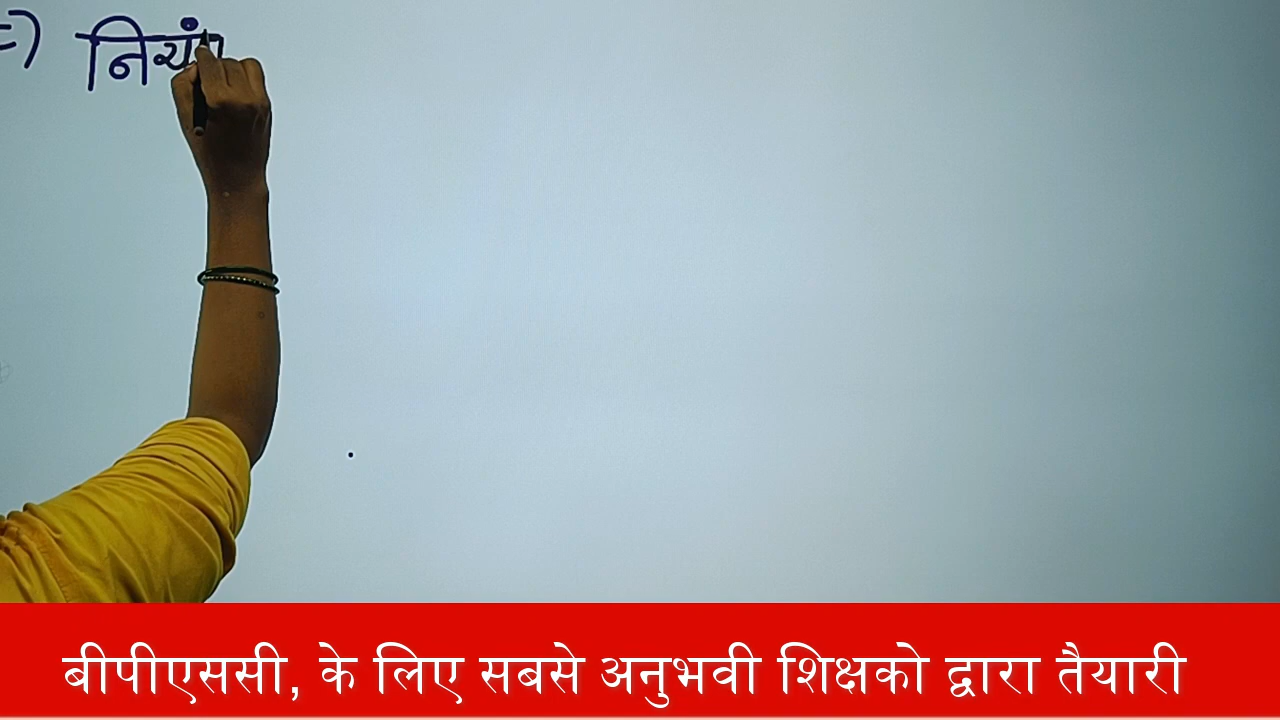 बीपीएससी, के लिए सबसे अनुभवी शिक्षको द्वारा तैयारी